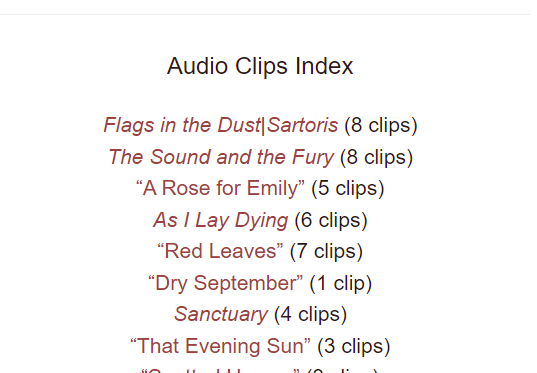 Audio Clips Index
Flags in the Dust|Sartoris (8 clips)
The Sound and the Fury (8 clips)
“A Rose for Emily” (5 clips)
As I Lay Dying (6 clips)
“Red Leaves” (7 clips)
“Dry September” (1 clip)
Sanctuary (4 clips)
“That Evening Sun” (3 clips)